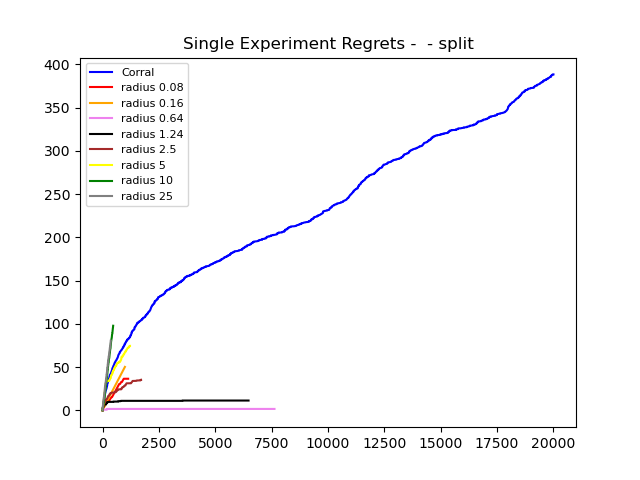 Single Experiment Regrets -  - split
400
350
300
250
200
150
100
50
0
Corral
radius 0.08
radius 0.16
radius 0.64
radius 1.24
radius 2.5
radius 5
radius 10
radius 25
0 2500 5000 7500 10000 12500 15000 17500 20000